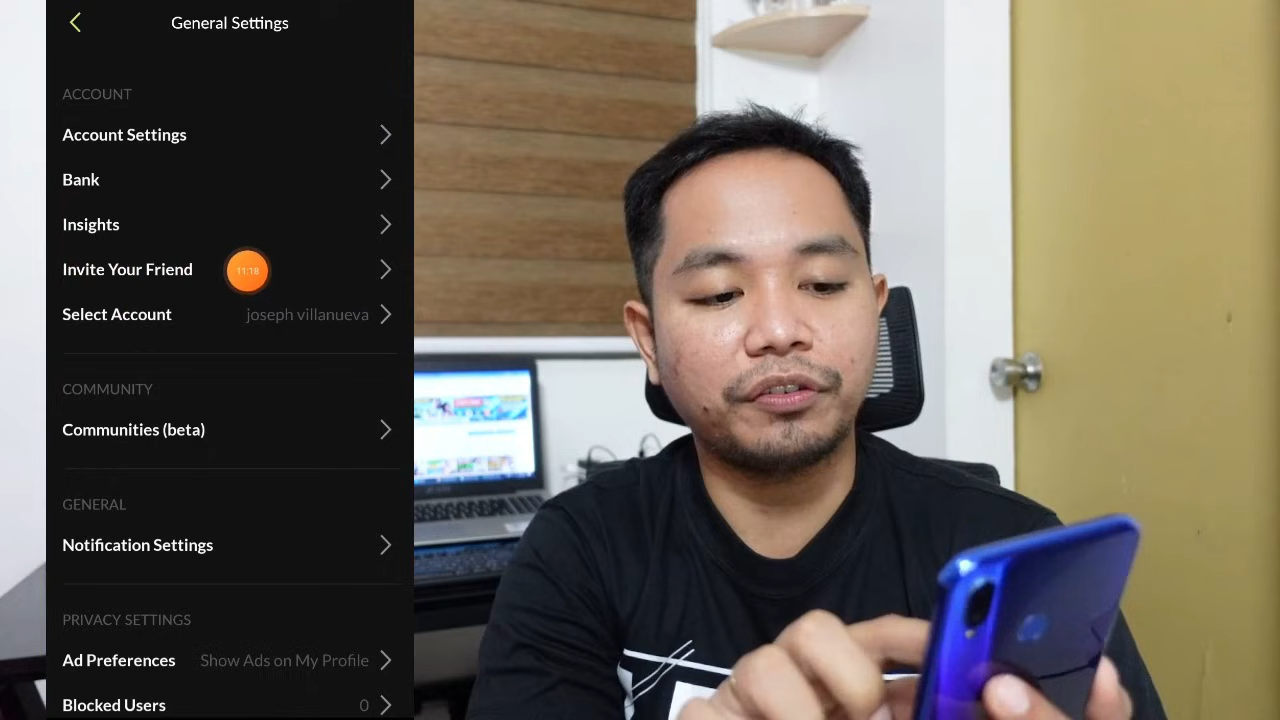 General Settings
ACCOUNT
Account Settings
Bank
Insights
Invite Your Friend
11:18
Select Account joseph villanueva
COMMUNITY
Communities (beta)
GENERAL
Notification Settings
PRIVACY SETTINGS
Ad Preferences Show Ads on My Profile
Blocked Users 0